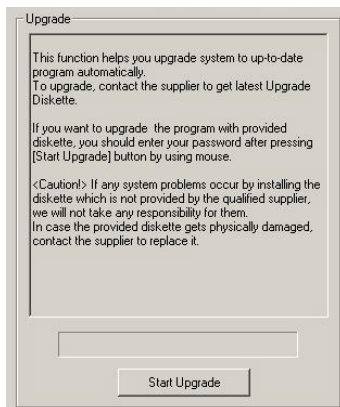 Upgrade
This function helps you upgrade system to up-to-date
program automatically.
To upgrade, contact the supplier to get latest Upgrade
Diskette.
If you want to upgrade the program with provided
diskette, you should enter your password after pressing
[Start Upgrade] button by using mouse.
<Caution!> If any system problems occur by installing the
diskette which is not provided by the qualified supplier,
we will not take any responsibility for them.
In case the provided diskette gets physically damaged,
contact the supplier to replace it.
Start Upgrade